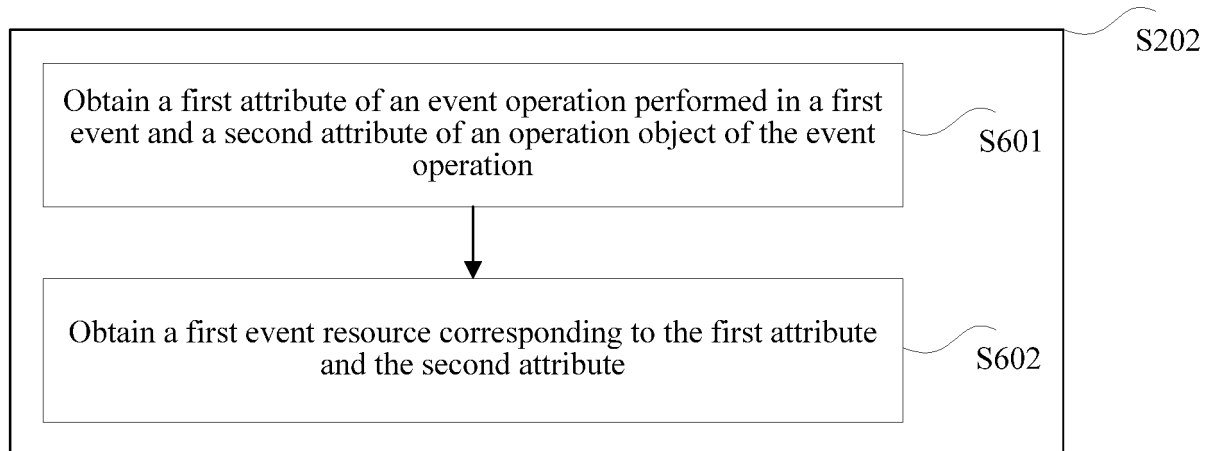 S202
Obtain a first attribute of an event operation performed in a first
event and a second attribute of an operation object of the event
operation
S601
Obtain a first event resource corresponding to the first attribute
and the second attribute
S602